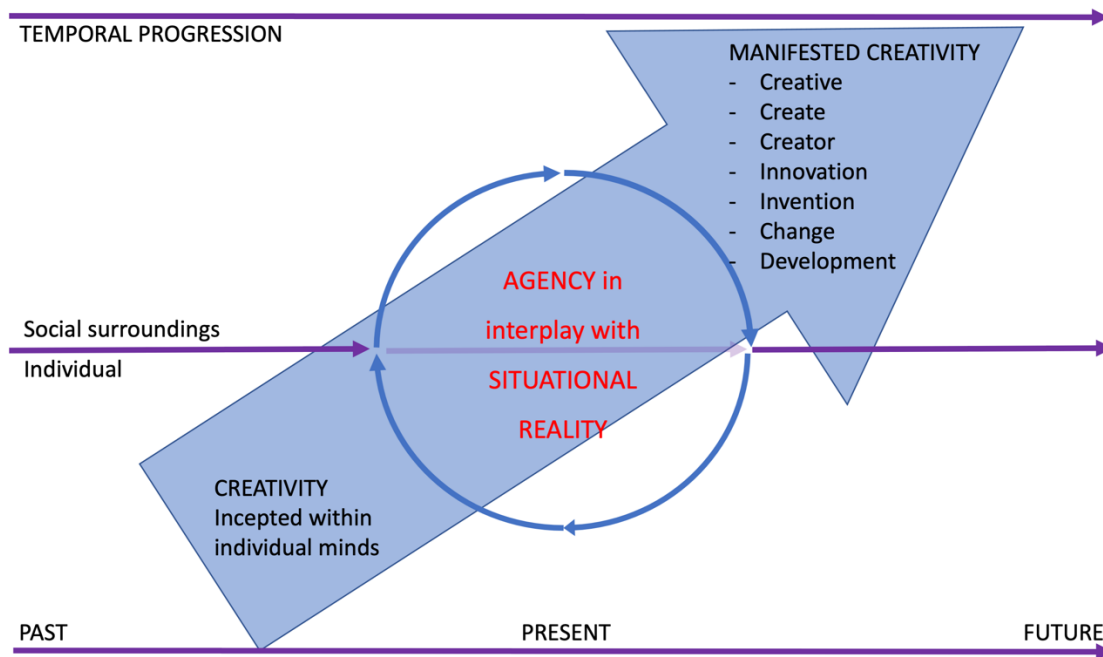 TEMPORAL PROGRESSION
MANIFESTED CREATIVITY
- Creative
- Create
- Creator
- Innovation
- Invention
- Change
- Development
AGENCY in
interplay with
SITUATIONAL
REALITY
Social surroundings
Individual
CREATIVITY
Incepted within
individual minds
PAST
PRESENT
FUTURE